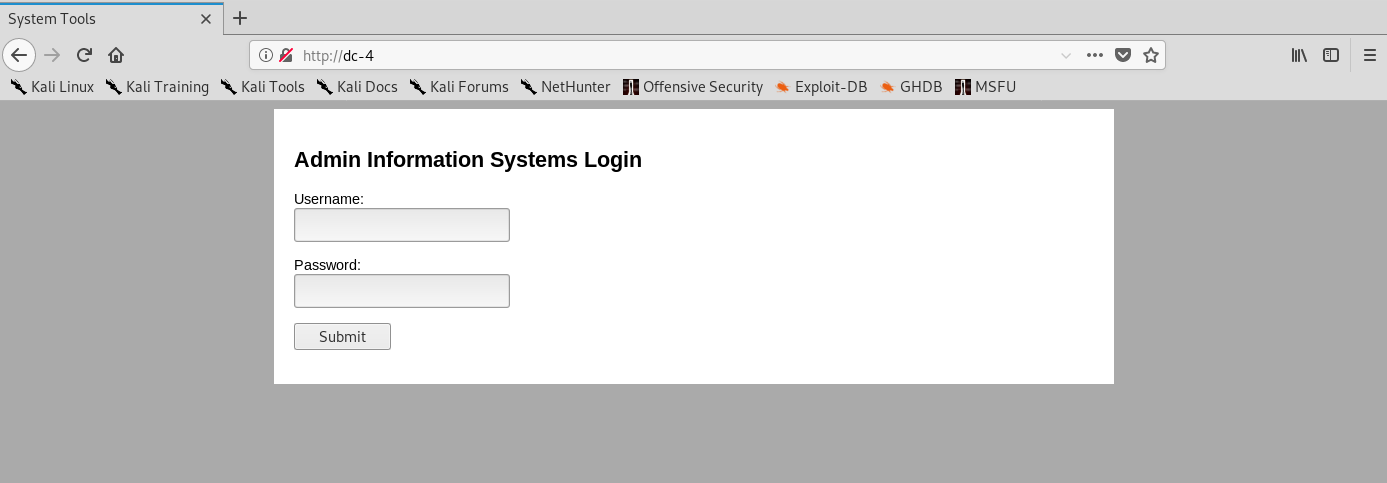 System Tools
http://dc-4
Kali Linux Kali Training Kali Tools Kali Docs Kali Forums NetHunter Offensive Security Exploit-DB GHDB MSFU
Admin Information Systems Login
Username:
Password:
Submit